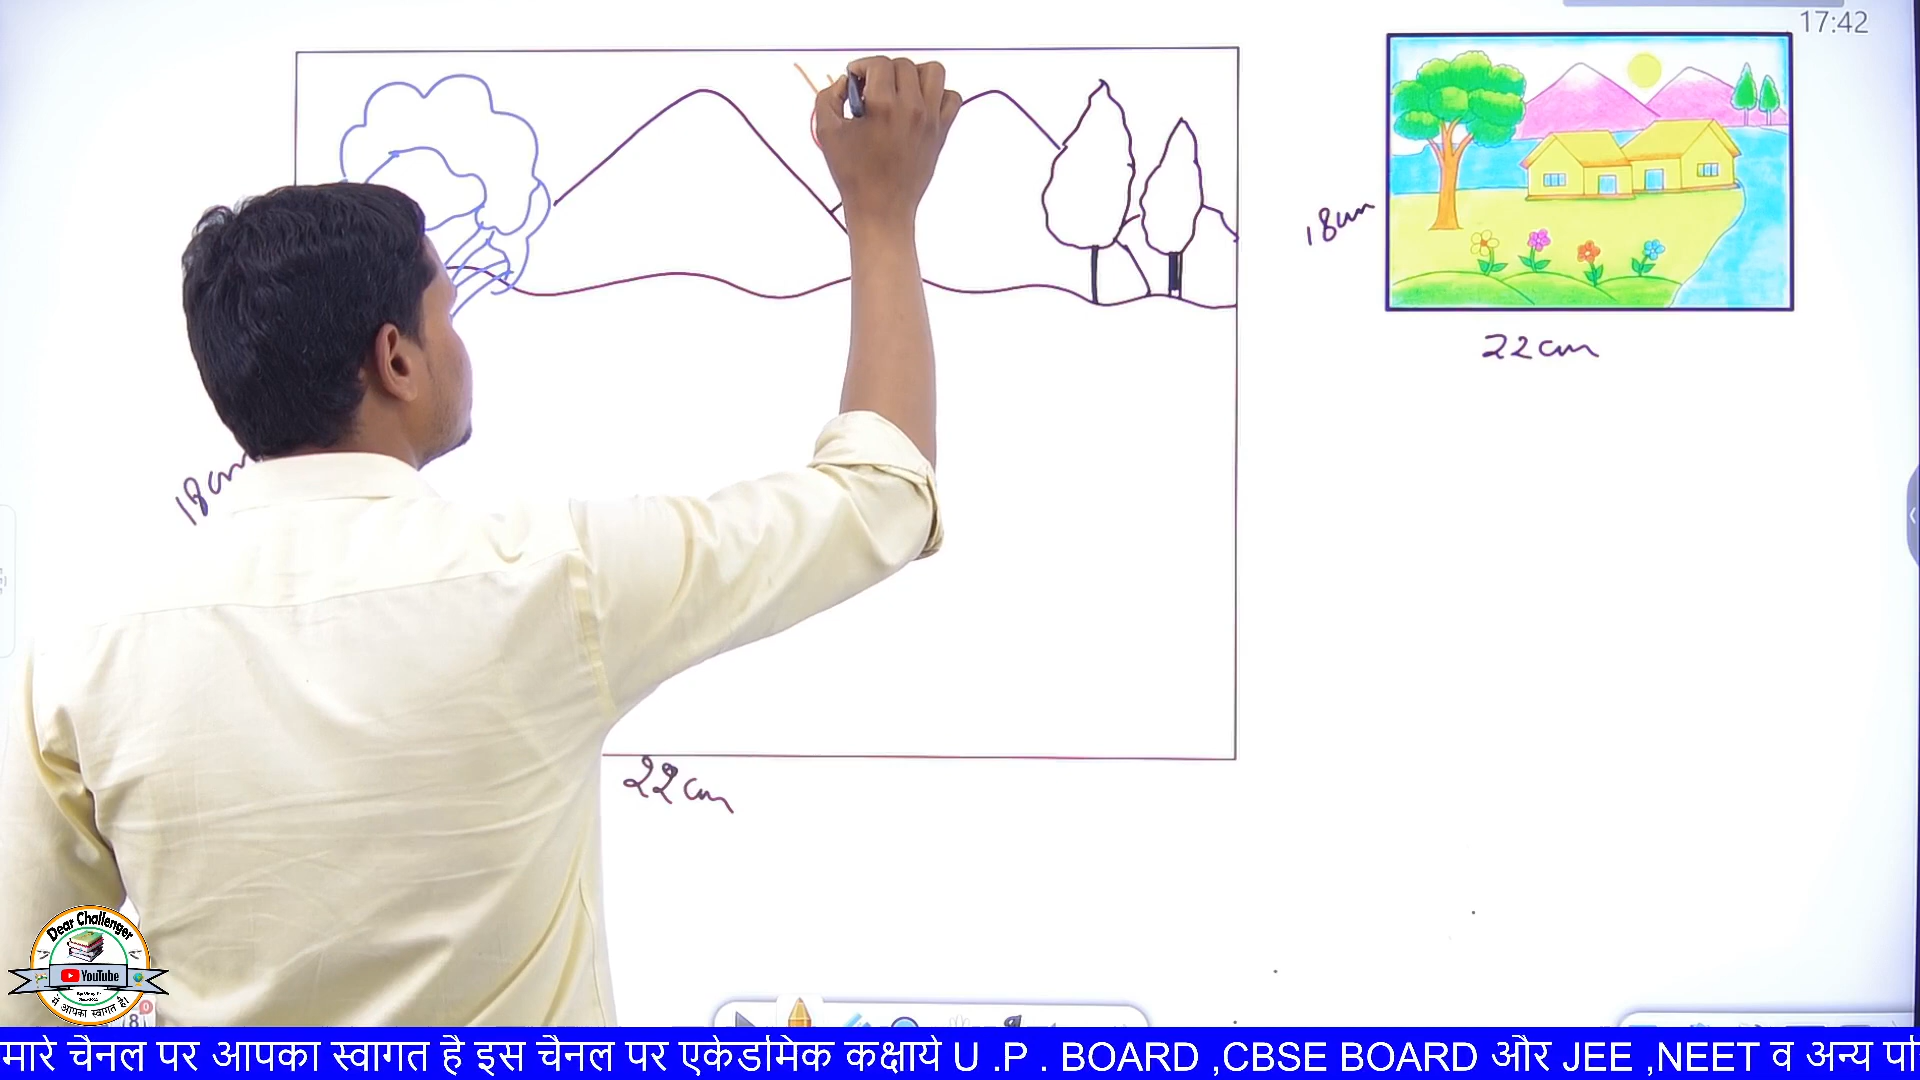 17:42
18cm
22cm
18cm
22cm
Dear Challenger
YouTube
में आपका स्वागत है।
मारे चैनल पर आपका स्वागत है इस चैनल पर एकेडमिक कक्षाये U .P . BOARD ,CBSE BOARD और JEE ,NEET व अन्य